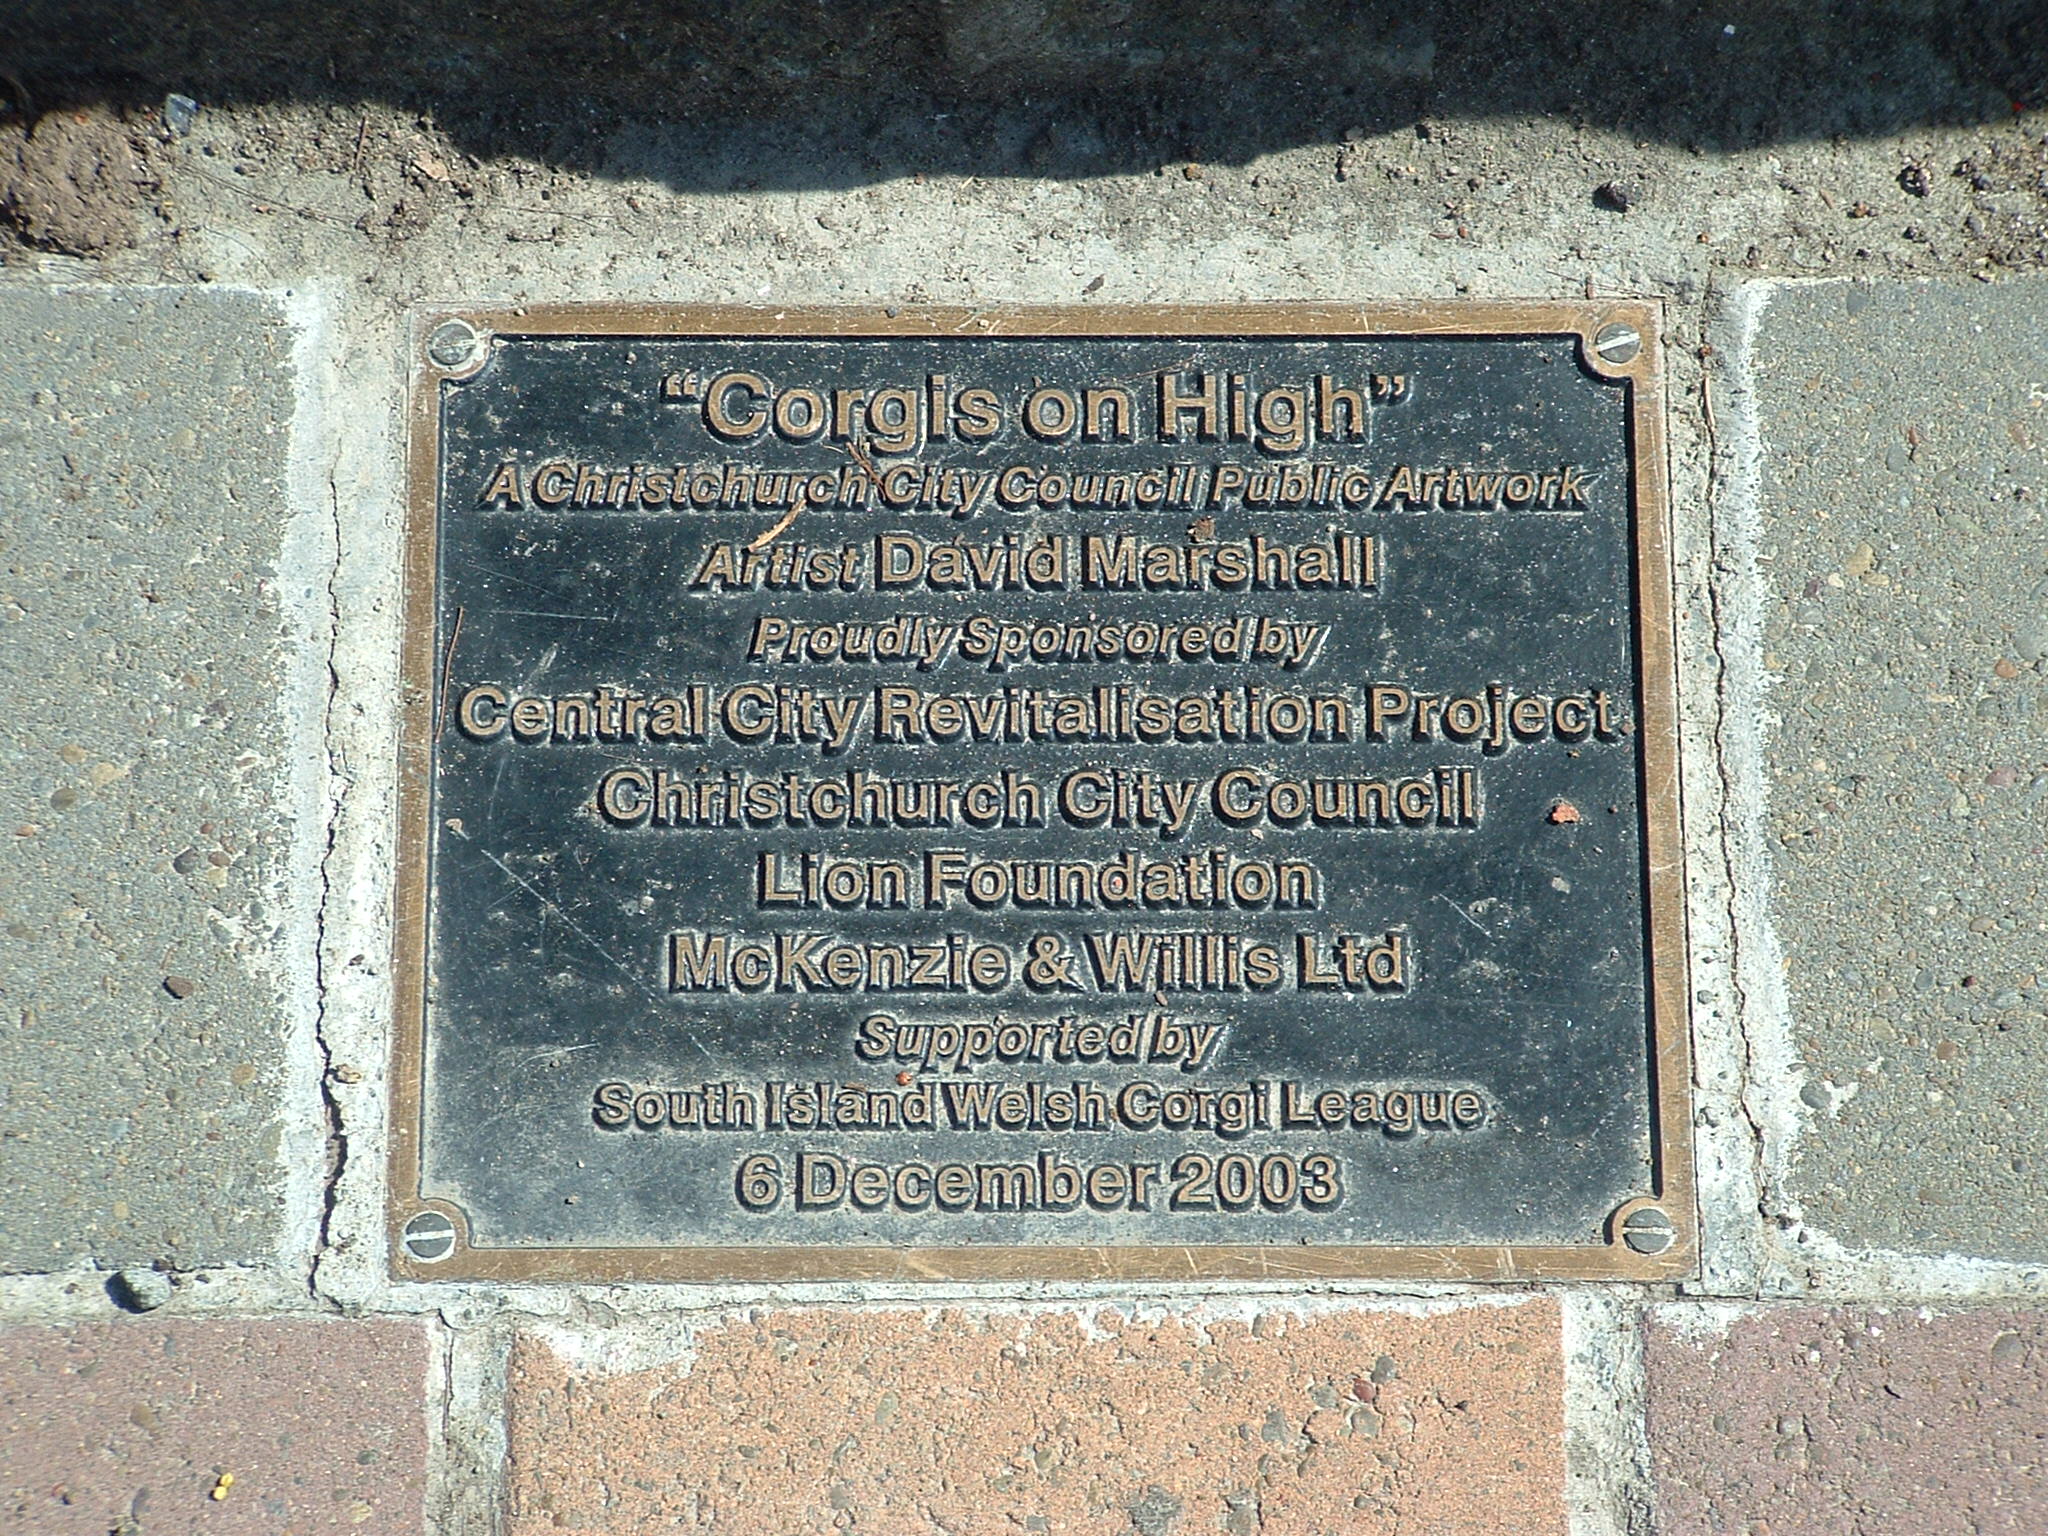 “Corgis on High”
A Christchurch City Council Public Artwork
Artist David Marshall
Proudly Sponsored by
Central City Revitalisation Project
Christchurch City Council
Lion Foundation
McKenzie & Willis Ltd
Supported by
South Island Welsh Corgi League
6 December 2003